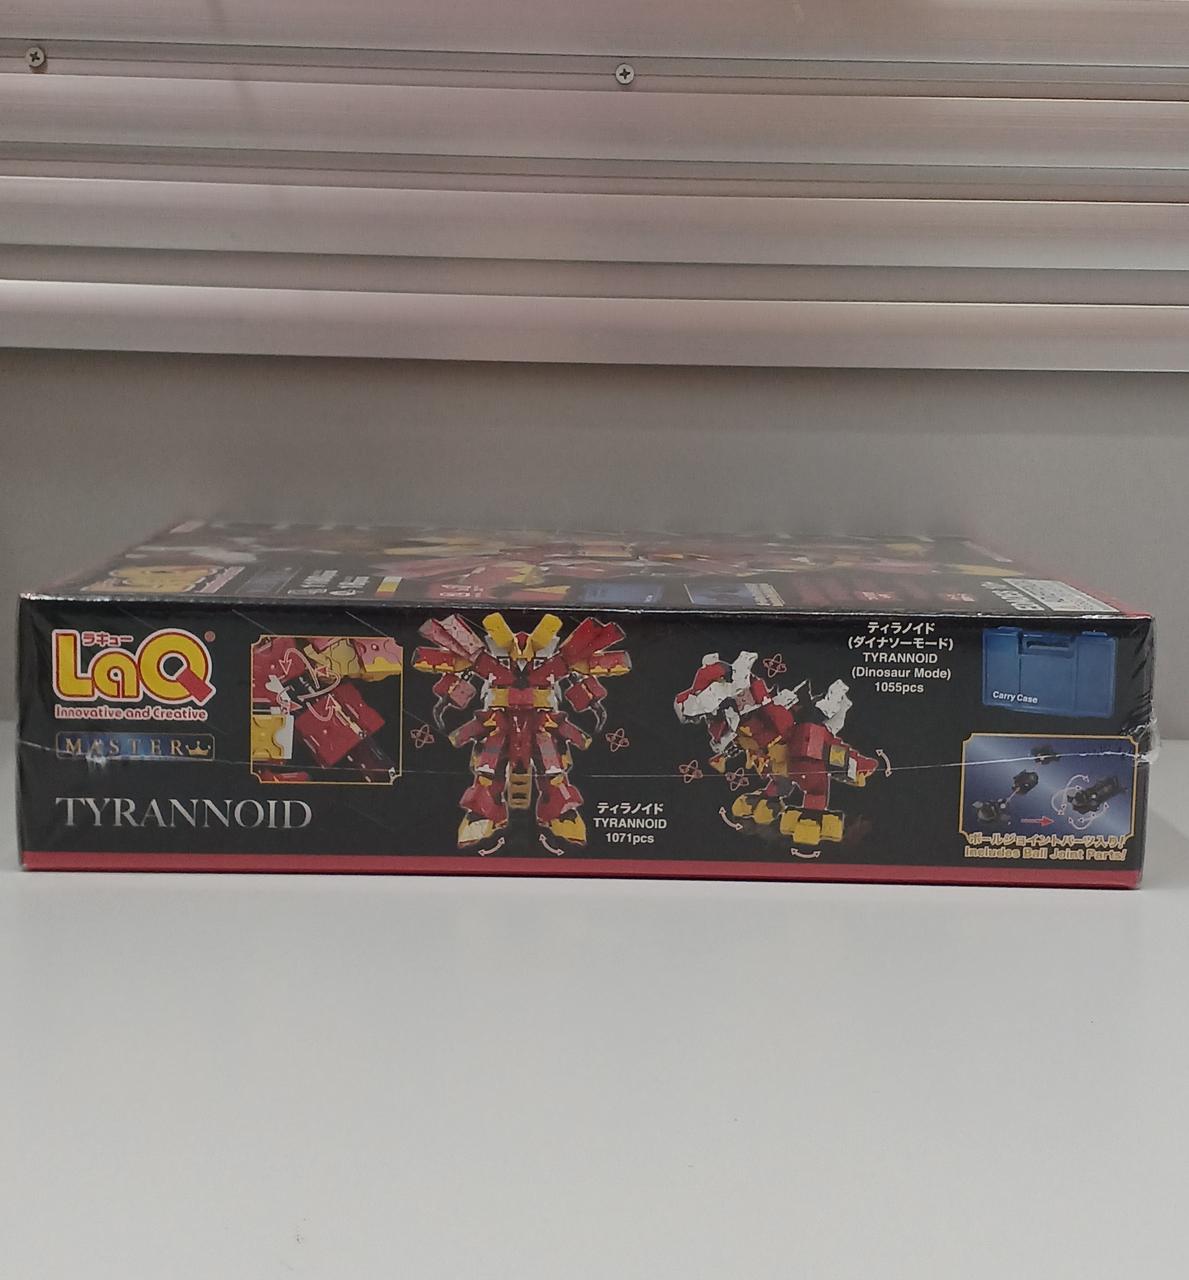 ラキュー
LaQ
Innovative and Creative
MASTER
TYRANNOID
ティラノイド
TYRANNOID
1071pcs
ティラノイド
(ダイナソーモード)
TYRANNOID
(Dinosaur Mode)
1055pcs
Carry Case
ボールジョイントパーツ入り!
Includes Ball Joint Parts!